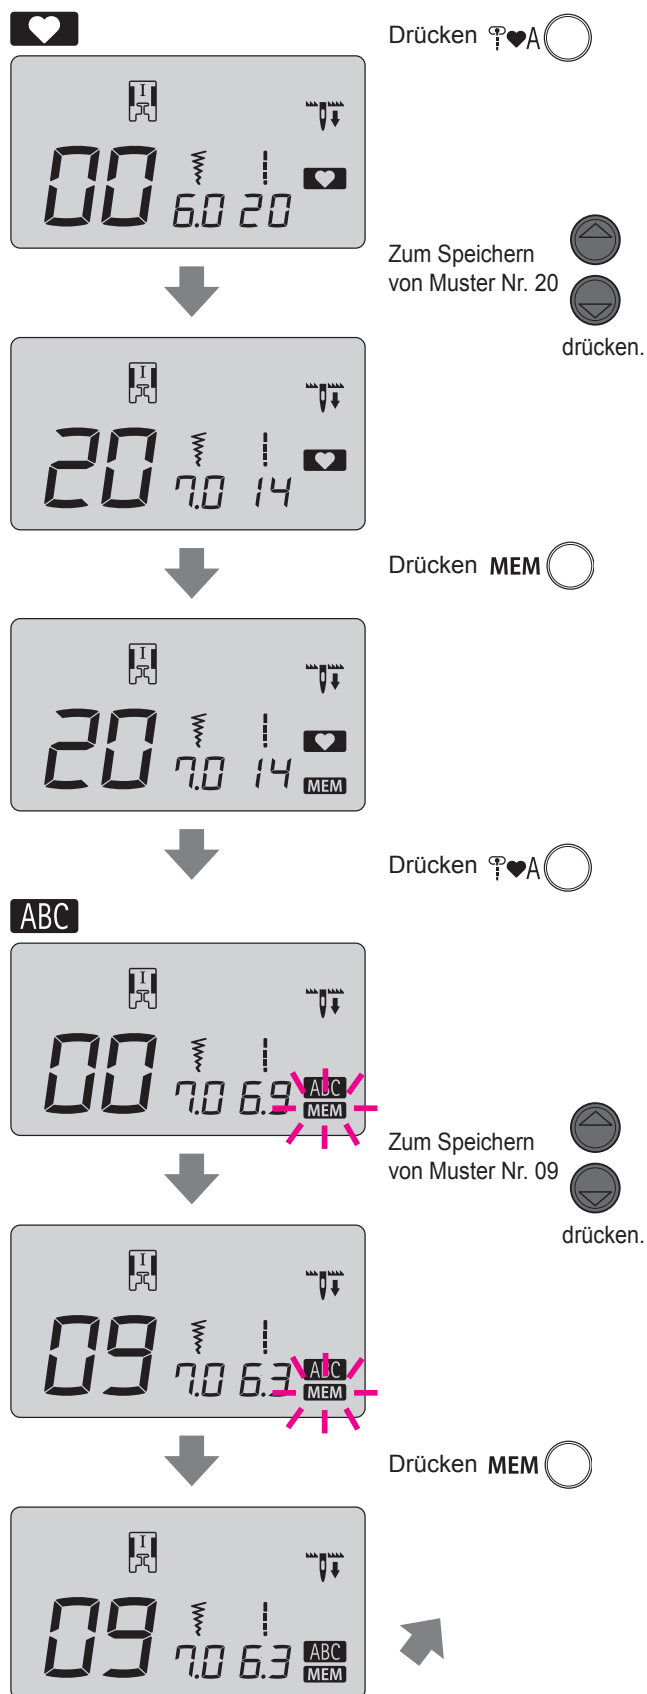 Drücken A
I
00 6.0 20
Zum Speichern
von Muster Nr. 20
drücken.
I
20 7.0 14
Drücken MEM
I
20 7.0 14
MEM
Drücken A
ABC
I
00 7.0 6.9 ABC
MEM
Zum Speichern
von Muster Nr. 09
drücken.
I
09 7.0 6.3 ABC
MEM
Drücken MEM
I
09 7.0 6.3 ABC
MEM